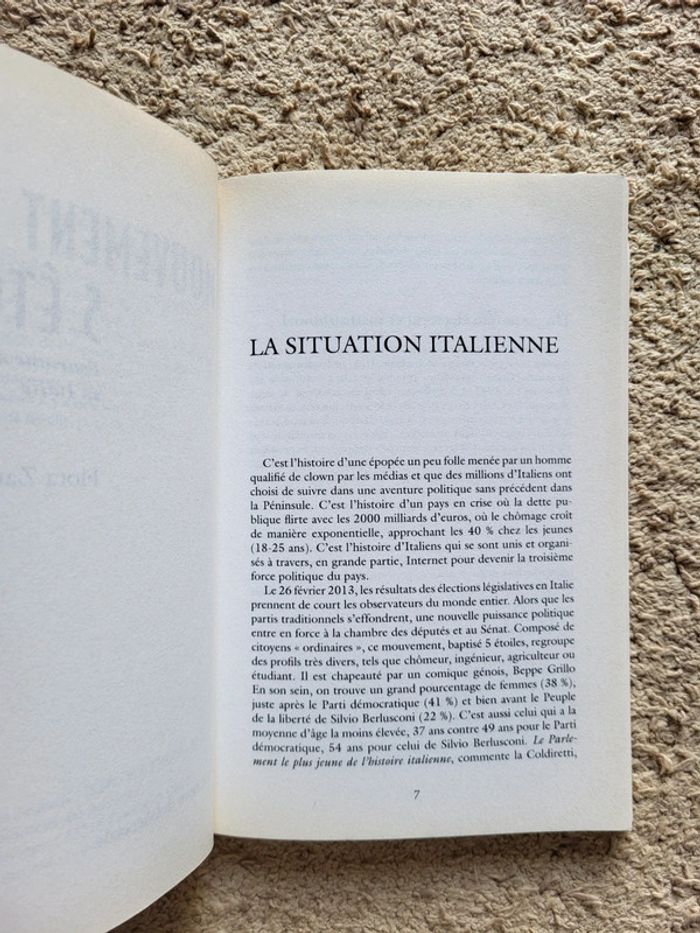 MOUVEMENT
5 ÉT
Flora Za
LA SITUATION ITALIENNE
C'est l'histoire d'une épopée un peu folle menée par un homme
qualifié de clown par les médias et que des millions d'Italiens ont
choisi de suivre dans une aventure politique sans précédent dans
la Péninsule. C'est l'histoire d'un pays en crise où la dette pu-
blique flirte avec les 2000 milliards d'euros, où le chômage croit
de manière exponentielle, approchant les 40 % chez les jeunes
(18-25 ans). C'est l'histoire d'Italiens qui se sont unis et organi-
sés à travers, en grande partie, Internet pour devenir la troisième
force politique du pays.
Le 26 février 2013, les résultats des élections législatives en Italie
prennent de court les observateurs du monde entier. Alors que les
partis traditionnels s'effondrent, une nouvelle puissance politique
entre en force à la chambre des députés et au Sénat. Composé de
citoyens « ordinaires », ce mouvement, baptisé 5 étoiles, regroupe
des profils très divers, tels que chômeur, ingénieur, agriculteur ou
étudiant. Il est chapeauté par un comique génois, Beppe Grillo
En son sein, on trouve un grand pourcentage de femmes (38 %),
juste après le Parti démocratique (41 %) et bien avant le Peuple
de la liberté de Silvio Berlusconi (22 %). C'est aussi celui qui a la
moyenne d'âge la moins élevée, 37 ans contre 49 ans pour le Parti
démocratique, 54 ans pour celui de Silvio Berlusconi. Le Parle-
ment le plus jeune de l'histoire italienne, commente la Coldiretti,
7